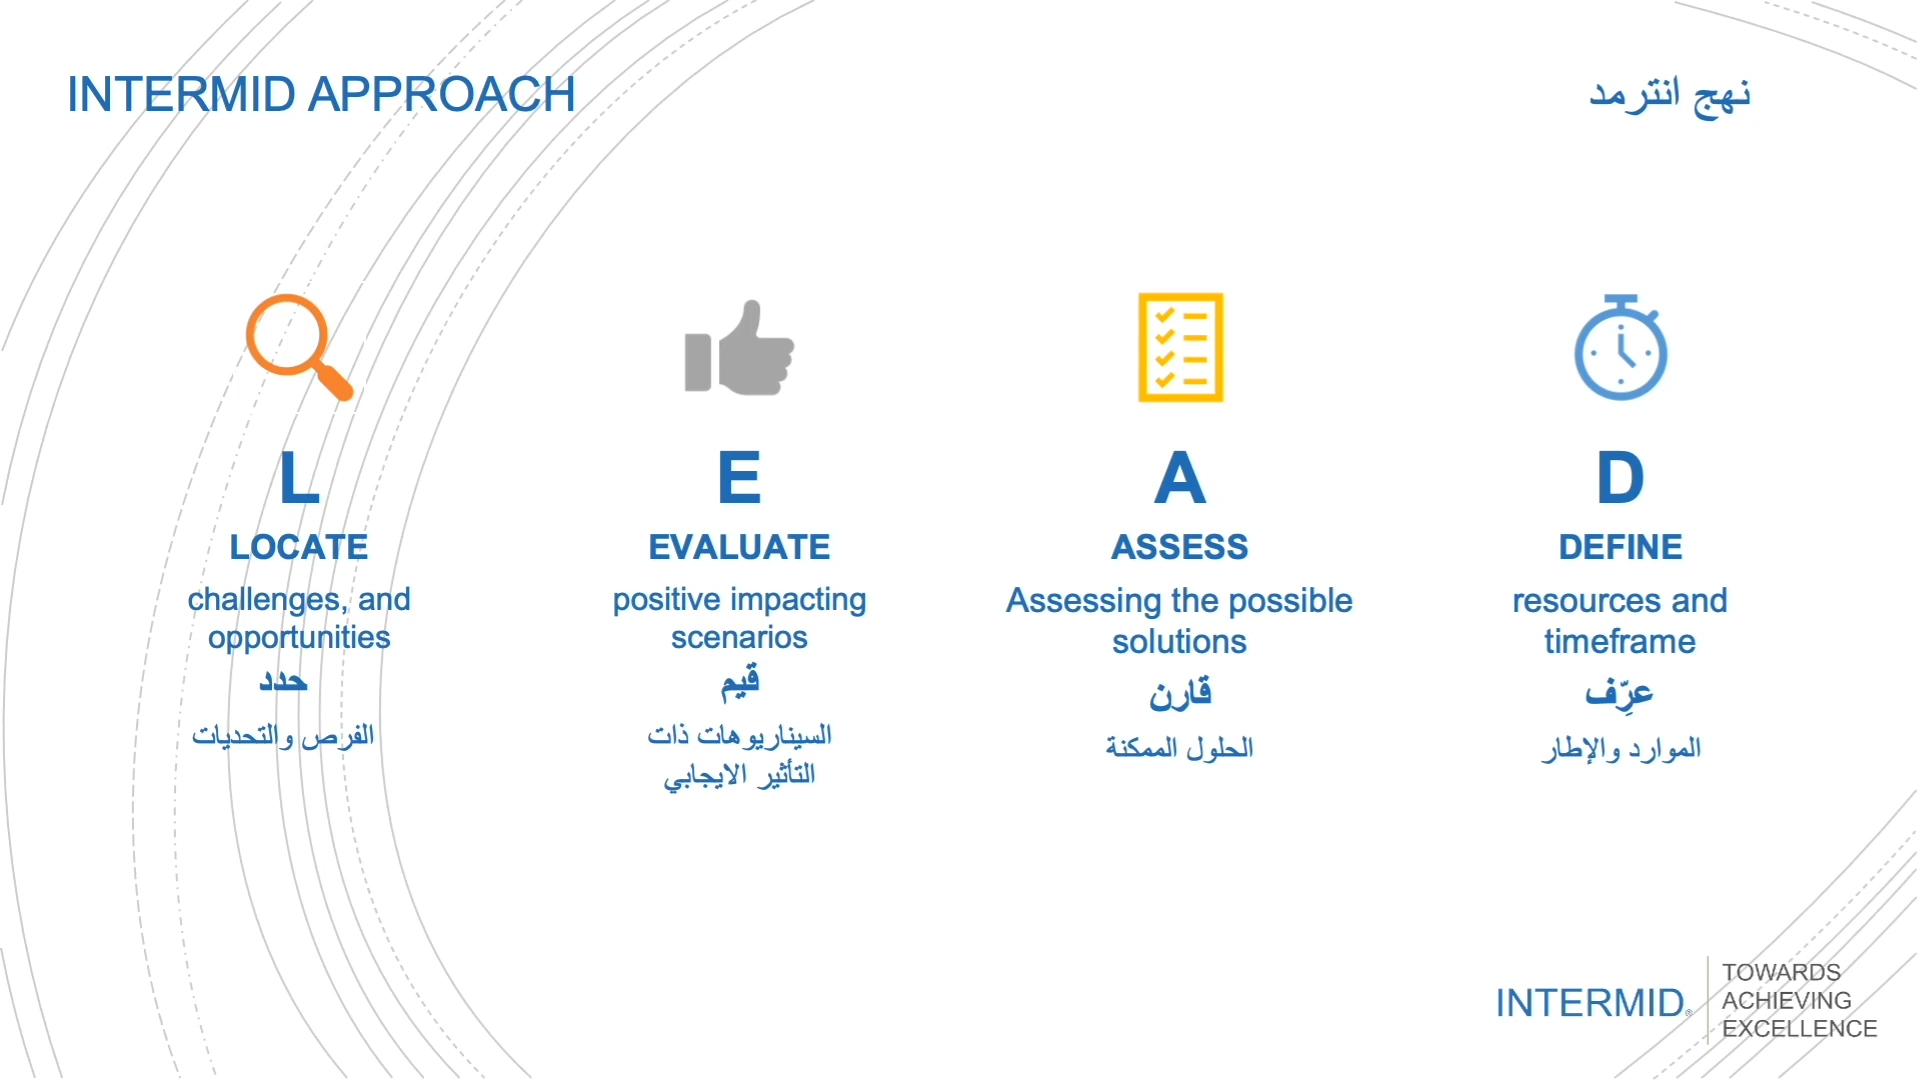 INTERMID APPROACH
نهج انترمد
L
LOCATE
challenges, and
opportunities
حدد
الفرص والتحديات
E
EVALUATE
positive impacting
scenarios
قيم
السيناريوهات ذات
التأثير الايجابي
A
ASSESS
Assessing the possible
solutions
قارن
الحلول الممكنة
D
DEFINE
resources and
timeframe
عرِّف
الموارد والإطار
INTERMID®
TOWARDS
ACHIEVING
EXCELLENCE